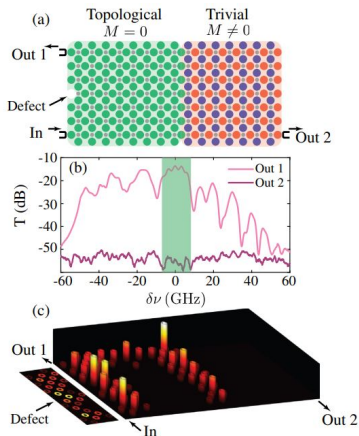 (a)
Topological
Trivial
M = 0
M ≠ 0
Out 1
Defect
In
Out 2
(b)
-10
-20
-30
-40
-50
T (dB)
Out 1
Out 2
-60
-40
-20
0
20
40
60
δν (GHz)
(c)
Out 1
Defect
In
Out 2